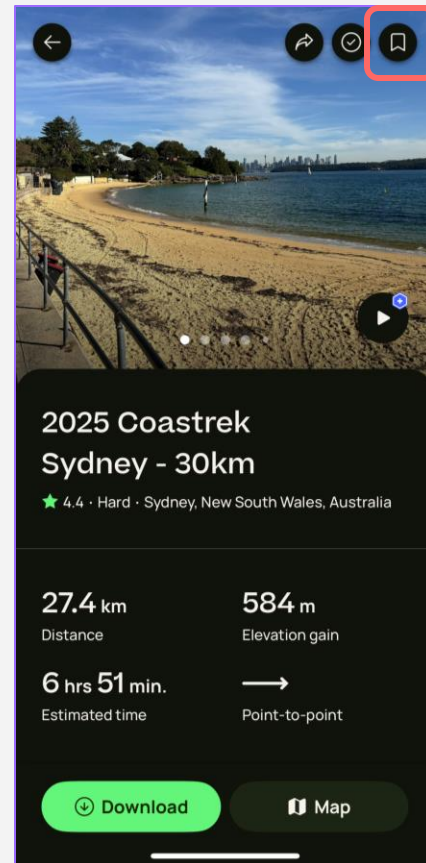 2025 Coastrek
Sydney - 30km
4.4 · Hard · Sydney, New South Wales, Australia
27.4 km
Distance
584 m
Elevation gain
6 hrs 51 min.
Estimated time
Point-to-point
Download
Map